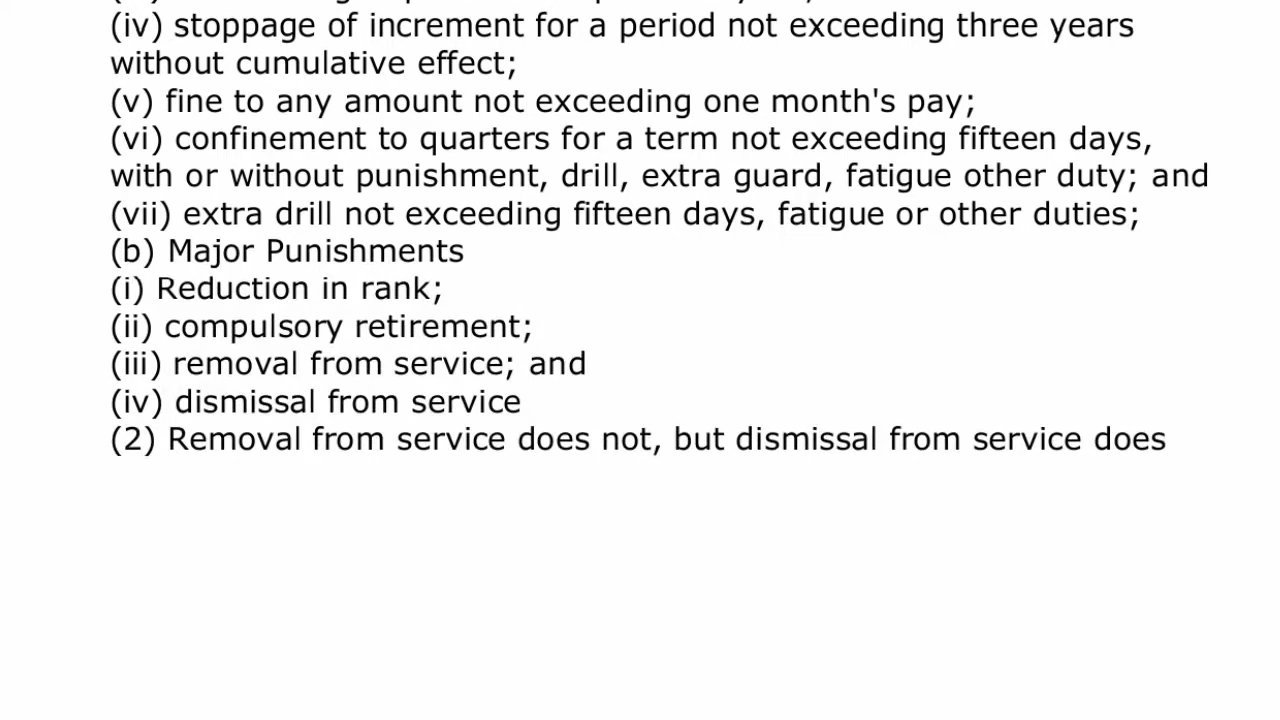 (iv) stoppage of increment for a period not exceeding three years
without cumulative effect;
(v) fine to any amount not exceeding one month's pay;
(vi) confinement to quarters for a term not exceeding fifteen days,
with or without punishment, drill, extra guard, fatigue other duty; and
(vii) extra drill not exceeding fifteen days, fatigue or other duties;
(b) Major Punishments
(i) Reduction in rank;
(ii) compulsory retirement;
(iii) removal from service; and
(iv) dismissal from service
(2) Removal from service does not, but dismissal from service does